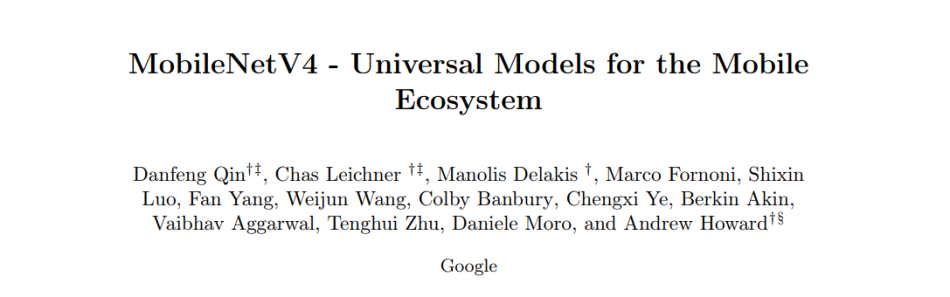 MobileNetV4 - Universal Models for the Mobile
Ecosystem
Danfeng Qin†‡, Chas Leichner †‡, Manolis Delakis †, Marco Fornoni, Shixin
Luo, Fan Yang, Weijun Wang, Colby Banbury, Chengxi Ye, Berkin Akin,
Vaibhav Aggarwal, Tenghui Zhu, Daniele Moro, and Andrew Howard†§
Google